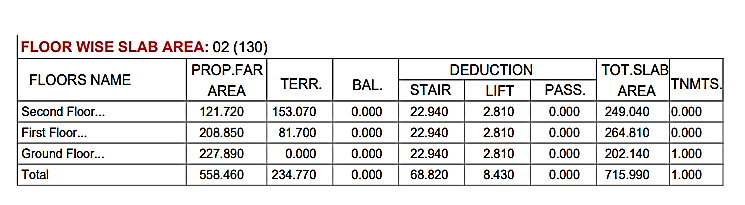 FLOOR WISE SLAB AREA: 02 (130)
FLOORS NAME PROP.FAR AREA TERR. BAL. DEDUCTION STAIR LIFT PASS. TOT.SLAB AREA TNMTS.
Second Floor... 121.720 153.070 0.000 22.940 2.810 0.000 249.040 0.000
First Floor... 208.850 81.700 0.000 22.940 2.810 0.000 264.810 0.000
Ground Floor... 227.890 0.000 0.000 22.940 2.810 0.000 202.140 1.000
Total 558.460 234.770 0.000 68.820 8.430 0.000 715.990 1.000